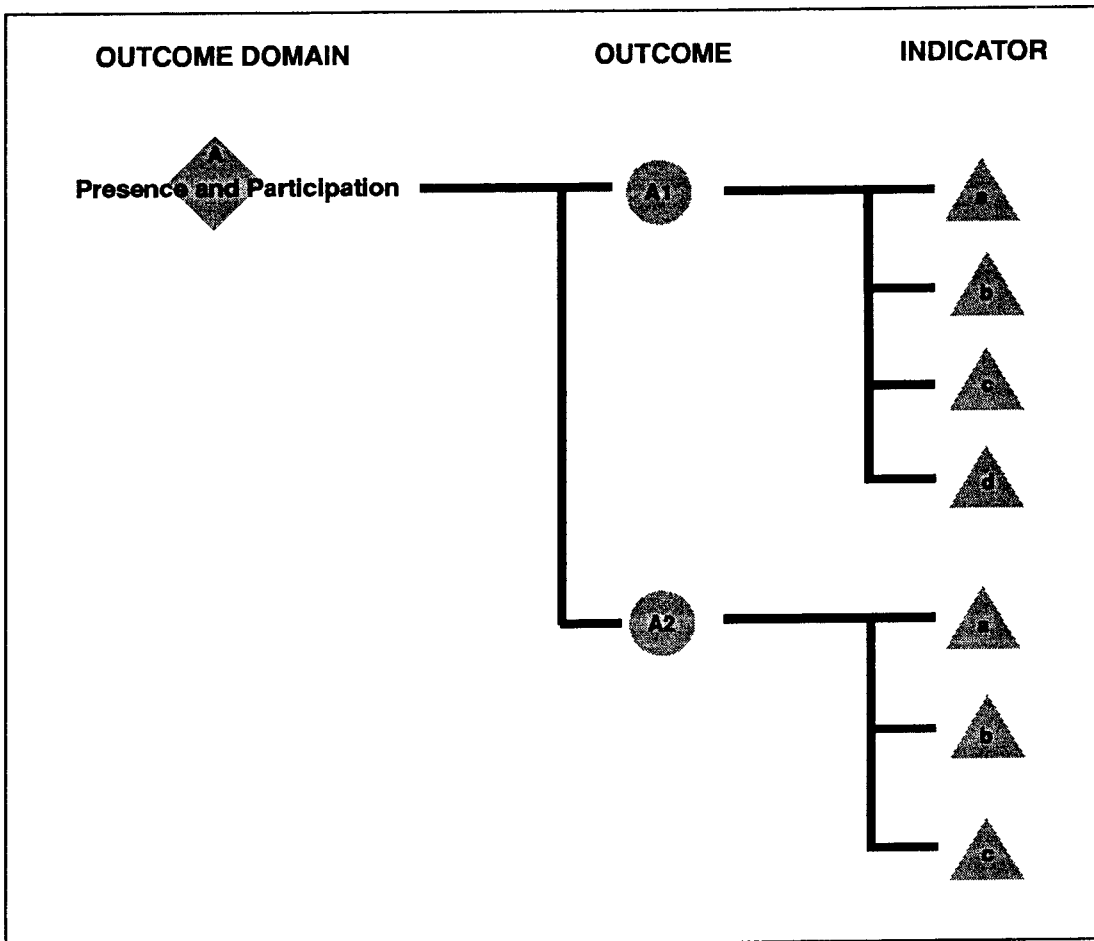 OUTCOME DOMAIN OUTCOME INDICATOR
A
Presence and Participation A1 a
b
c
d
A2 a
b
c